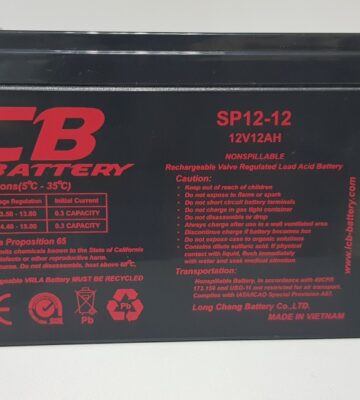 CB
BATTERY
SP12-12
12V12AH
NONSPILLABLE
Rechargeable Valve Regulated Lead Acid Battery
ons(5℃ - 35℃)
Regulation Initial Current
3.50 - 13.80 0.3 CAPACITY
4.40 - 15.00 0.3 CAPACITY
Proposition 65
chemicals known to the State of California
defects or other reproductive harm.
Do not disassemble, heat above 60℃,
VRLA Battery MUST BE RECYCLED
Pb
Caution:
• Keep out of reach of children
• Do not expose to flame or spark
• Do not short circuit battery terminals
• Do not charge in gas tight container
• Do not disassemble or drop
• Always charge after use in a well ventilated area
• Discontinue charge if battery becomes hot
• Do not expose case to organic solutions
• Contains dilute sulfuric acid. If polyelement
contact with liquid, flush immediately
with water and seek medical attention
Transportation:
Nonspillable Battery, in accordance with 49CFR
173.159 and is not restricted for air transport.
Complies with IATA/ICAO Special Provision A67.
Long Chang Battery Co.,LTD.
MADE IN VIETNAM
www.lcb-battery.com